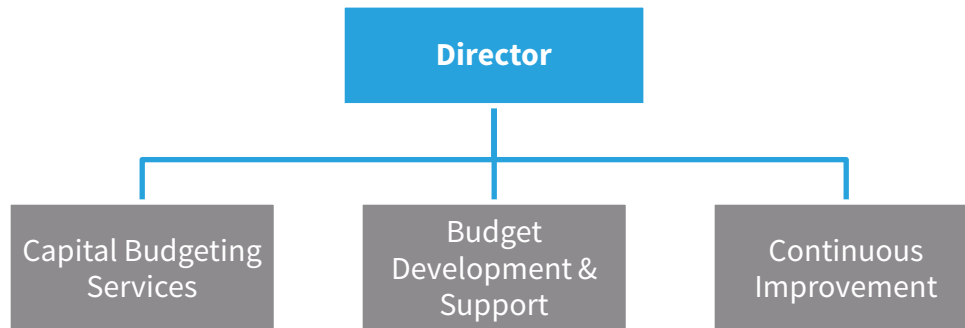 Director
Capital Budgeting
Services
Budget
Development &
Support
Continuous
Improvement